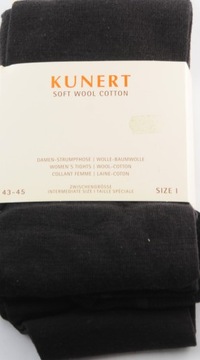 KUNERT
SOFT WOOL COTTON
DAMEN-STRUMPFHOSE / WOLLE-BAUMWOLLE
WOMEN'S TIGHTS / WOOL-COTTON
COLLANT FEMME / LAINE-COTON
43-45
ZWISCHENGRÖSSE
INTERMEDIATE SIZE / TAILLE SPECIALE
SIZE I